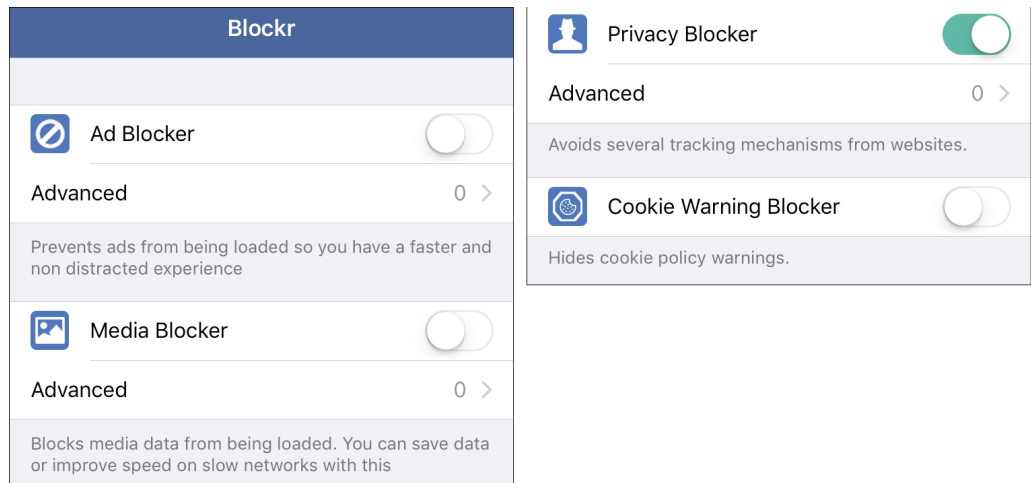 Blockr
Ad Blocker
Advanced 0
Prevents ads from being loaded so you have a faster and
non distracted experience
Media Blocker
Advanced 0
Blocks media data from being loaded. You can save data
or improve speed on slow networks with this
Privacy Blocker
Advanced 0
Avoids several tracking mechanisms from websites.
Cookie Warning Blocker
Hides cookie policy warnings.